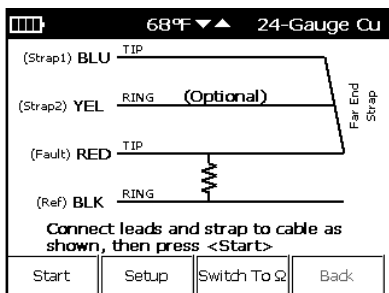 68°F ▼▲ 24-Gauge Cu
(Strap1) BLU TIP
(Strap2) YEL RING (Optional)
Far End
Strap
(Fault) RED TIP
(Ref) BLK RING
Connect leads and strap to cable as
shown, then press <Start>
Start Setup Switch To Ω Back